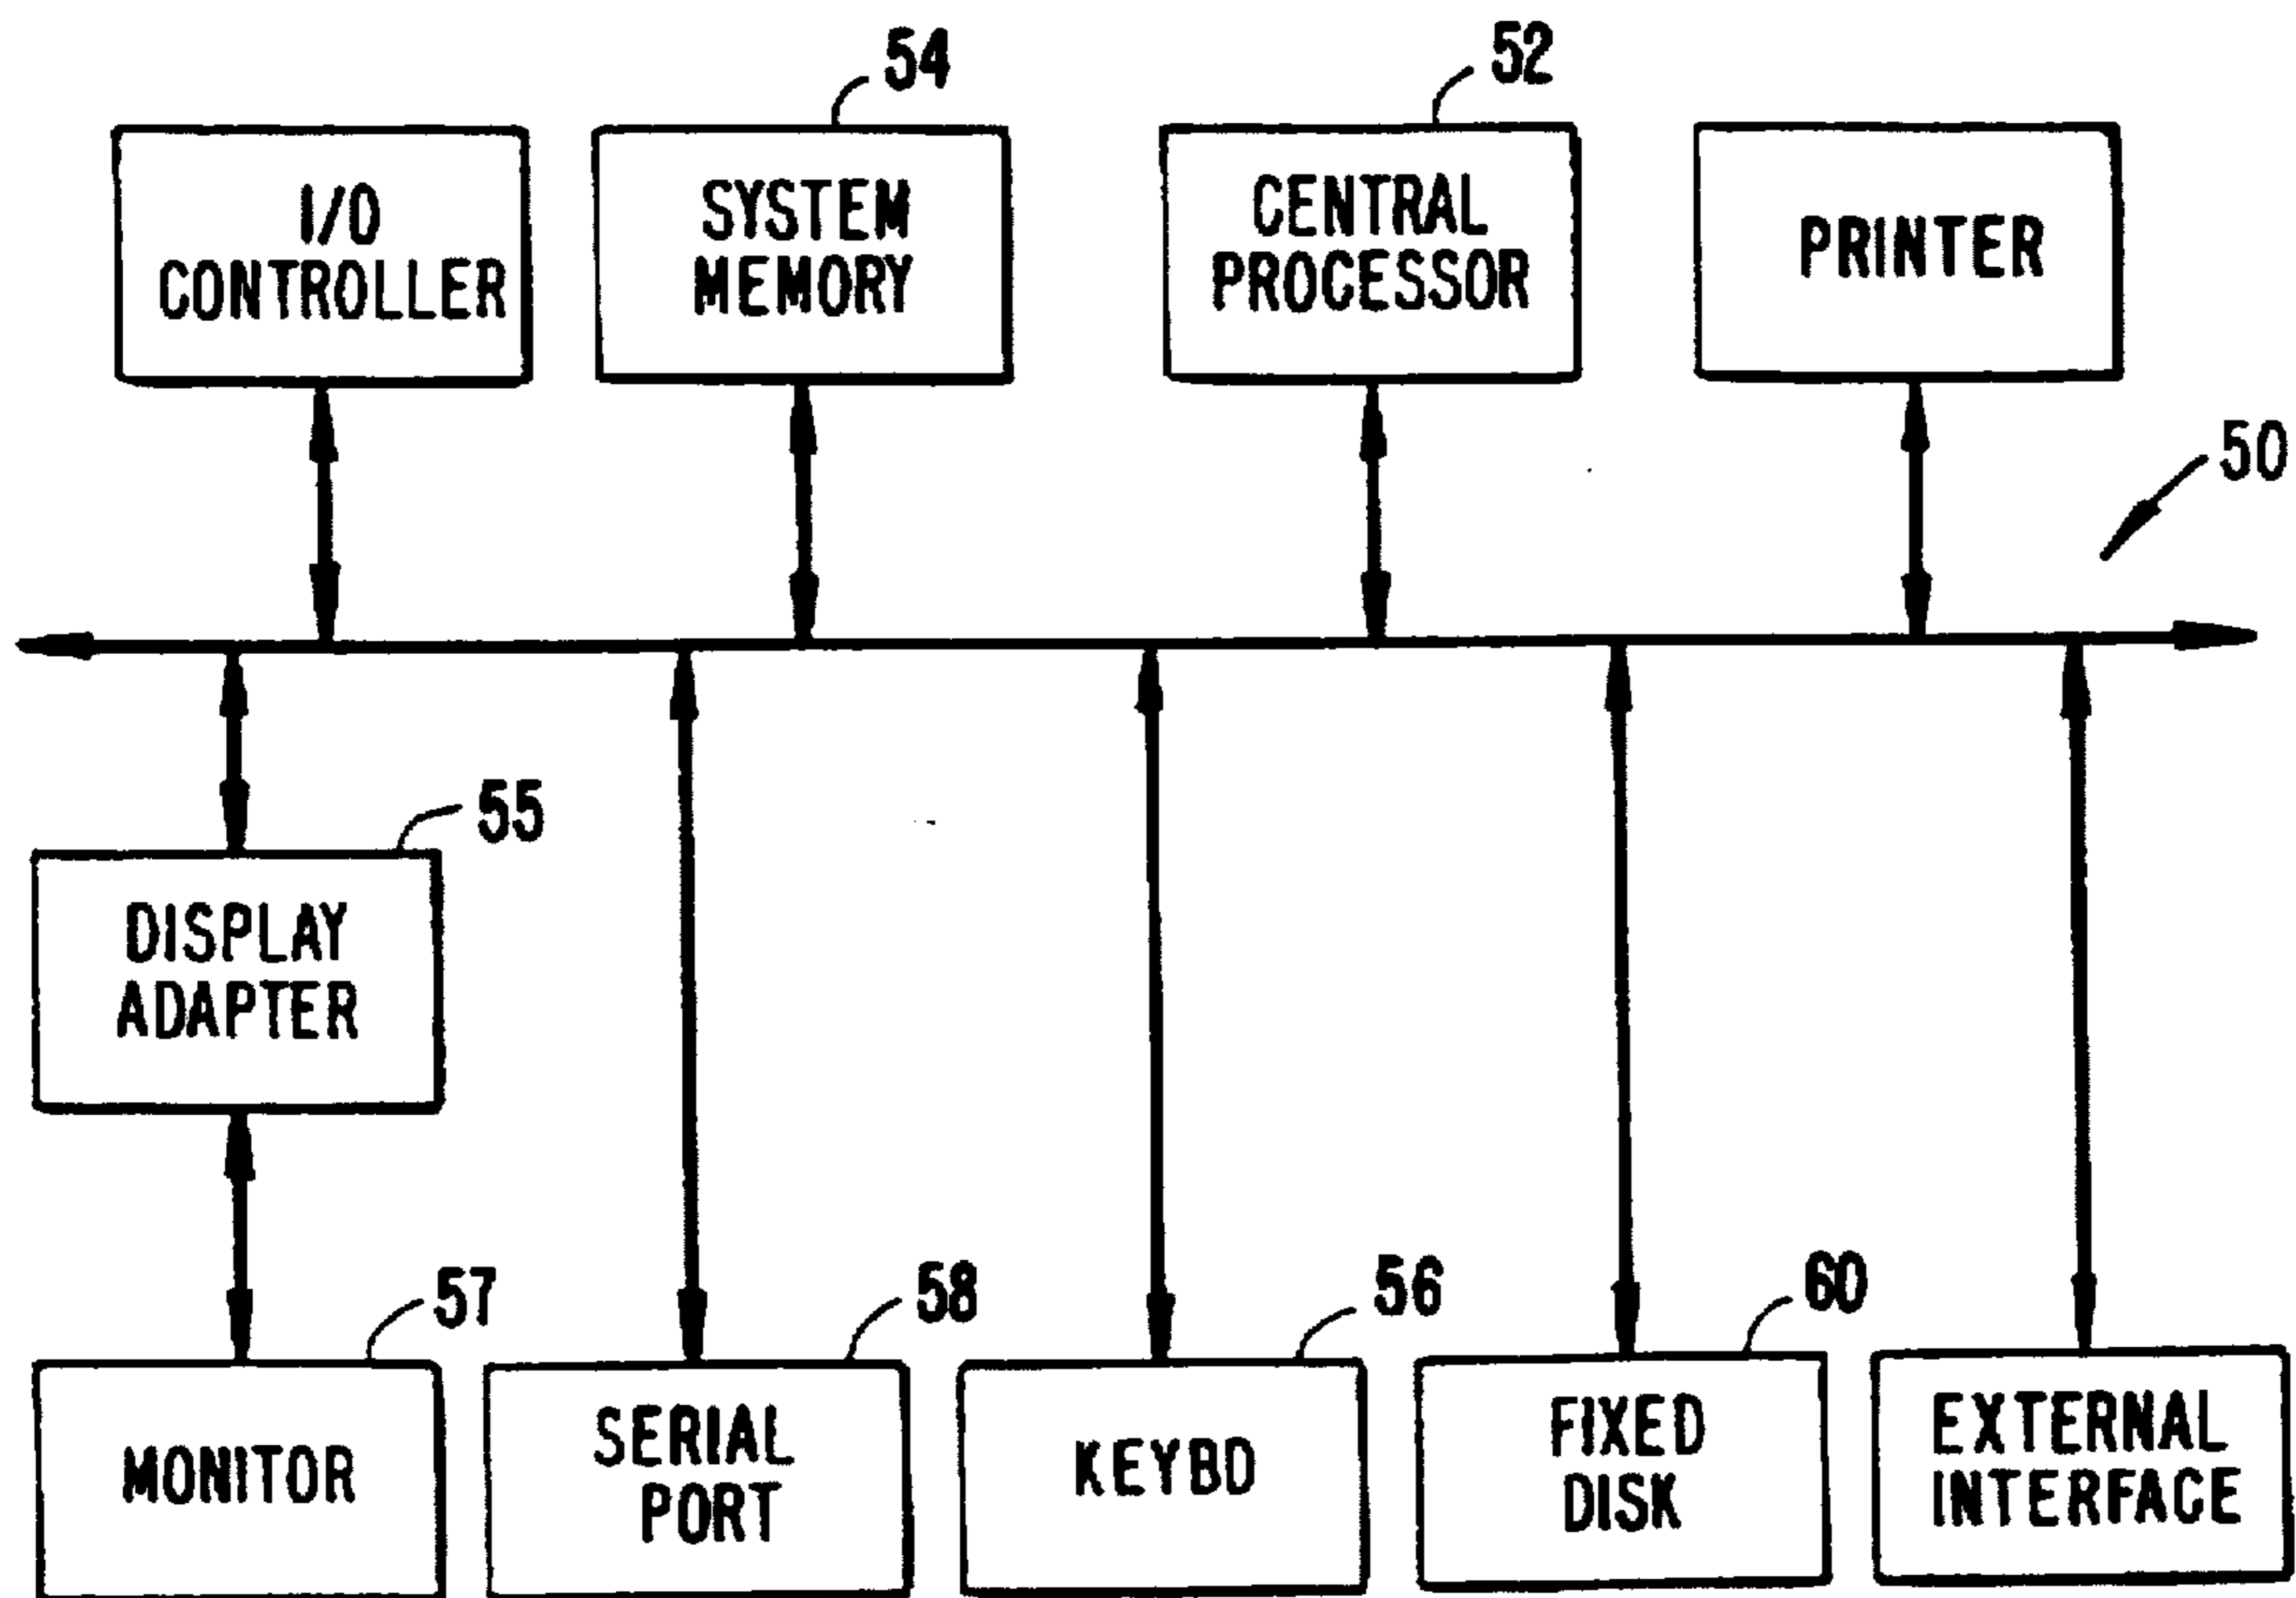 54
52
I/O
CONTROLLER
SYSTEM
MEMORY
CENTRAL
PROCESSOR
PRINTER
50
55
DISPLAY
ADAPTER
57
58
56
60
MONITOR
SERIAL
PORT
KEYBD
FIXED
DISK
EXTERNAL
INTERFACE